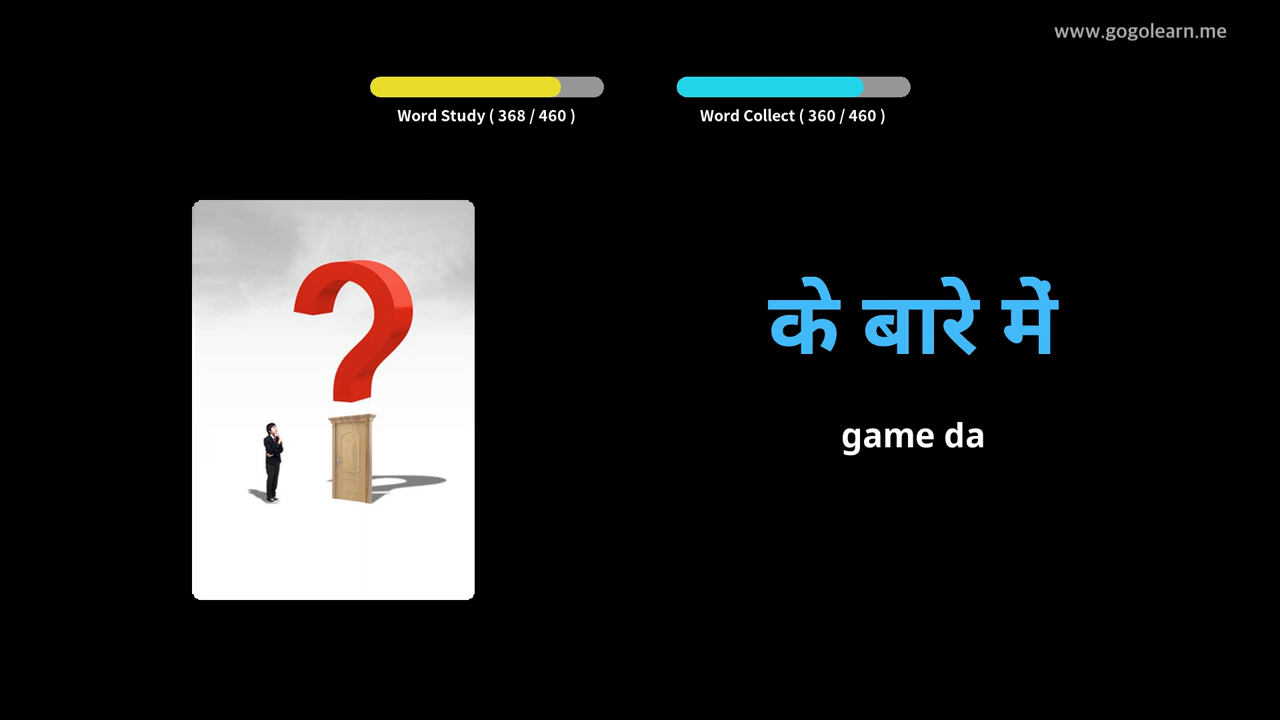 www.gogolearn.me
Word Study ( 368 / 460 )
Word Collect ( 360 / 460 )
के बारे में
game da